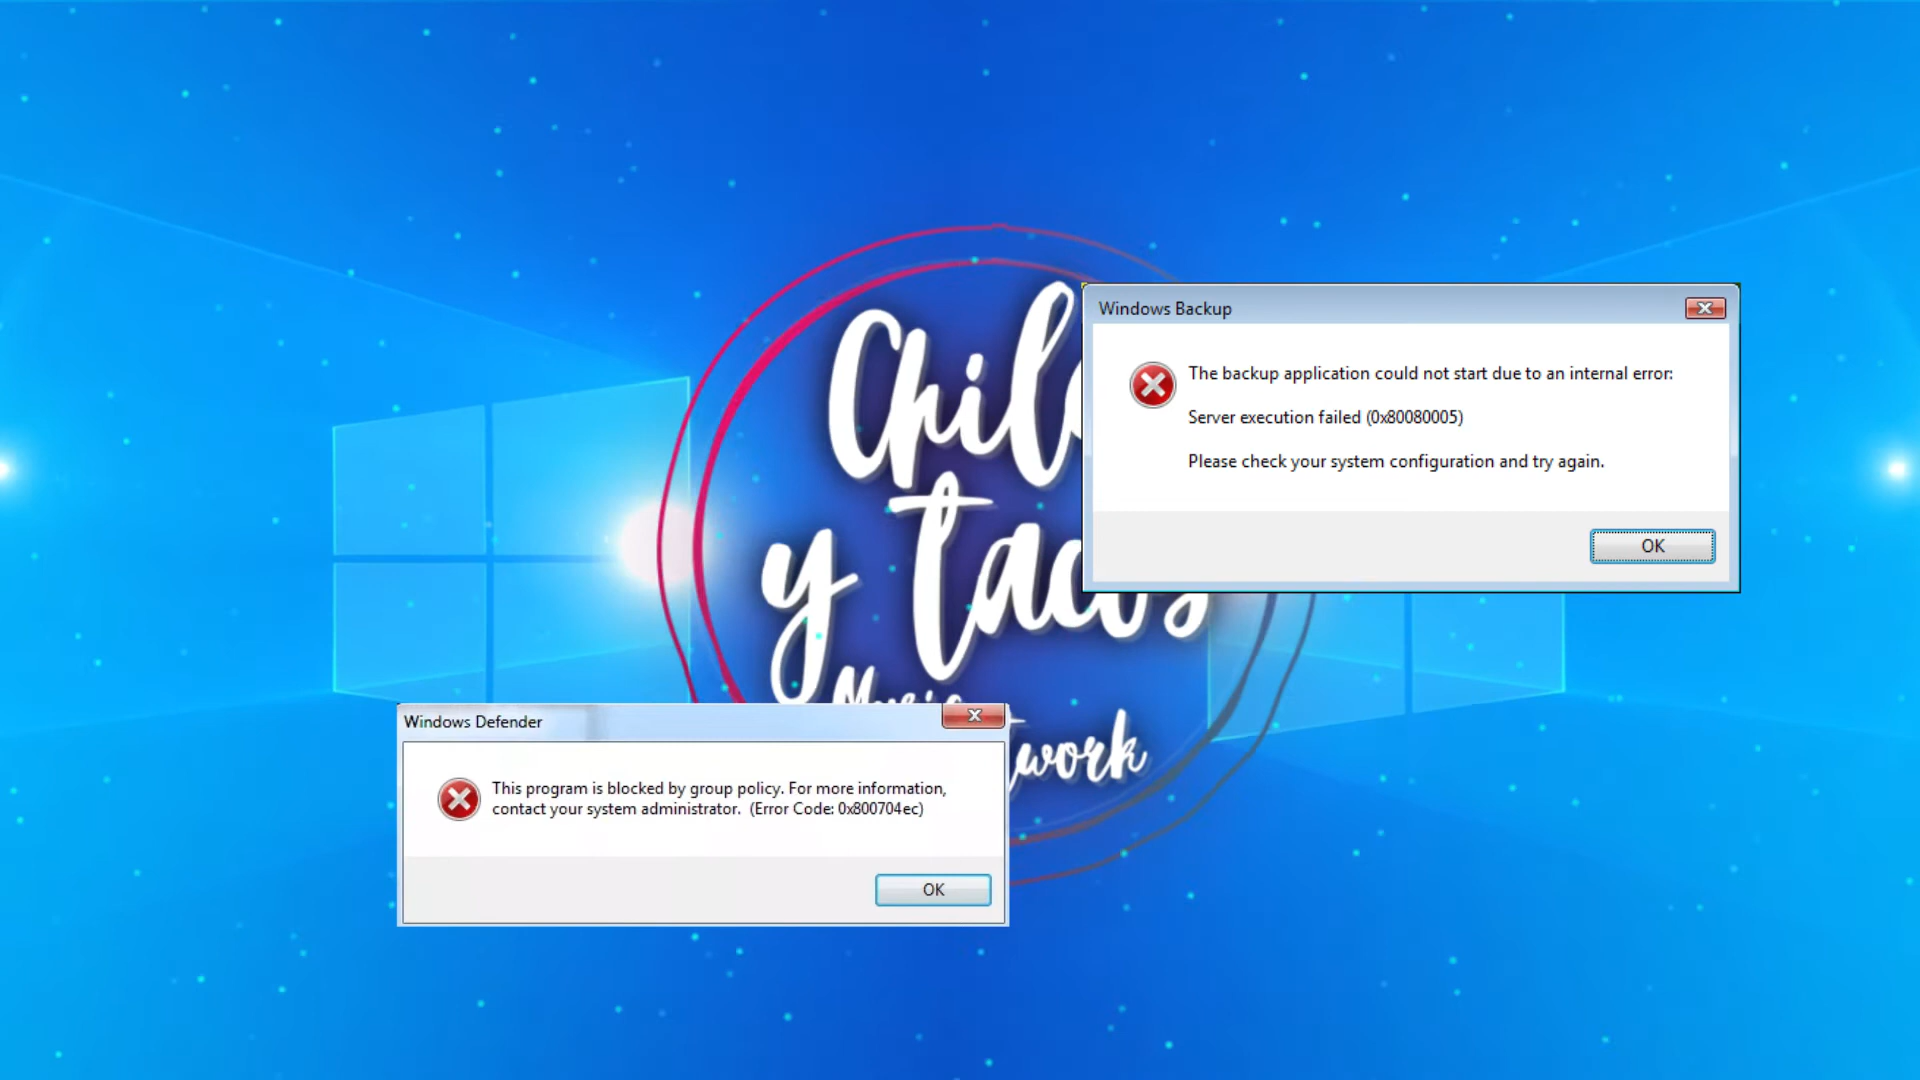 Chile
y tacos
Windows Backup
The backup application could not start due to an internal error:
Server execution failed (0x80080005)
Please check your system configuration and try again.
OK
Windows Defender
This program is blocked by group policy. For more information,
contact your system administrator. (Error Code: 0x800704ec)
OK